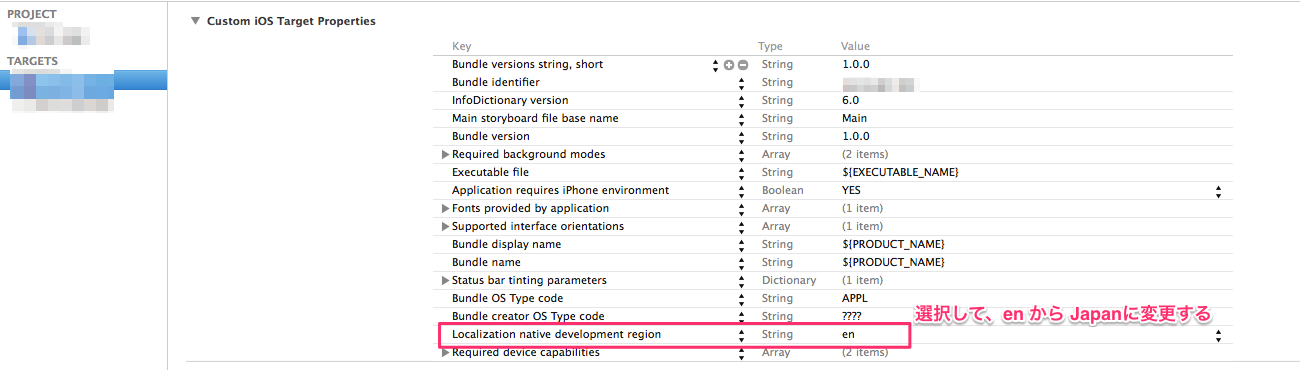 PROJECT
TARGETS
Custom iOS Target Properties
Key Type Value
Bundle versions string, short String 1.0.0
Bundle identifier String
InfoDictionary version String 6.0
Main storyboard file base name String Main
Bundle version String 1.0.0
Required background modes Array (2 items)
Executable file String ${EXECUTABLE_NAME}
Application requires iPhone environment Boolean YES
Fonts provided by application Array (1 item)
Supported interface orientations Array (1 item)
Bundle display name String ${PRODUCT_NAME}
Bundle name String ${PRODUCT_NAME}
Status bar tinting parameters Dictionary (1 item)
Bundle OS Type code String APPL
Bundle creator OS Type code String ????
選択して、en から Japanに変更する
Localization native development region String en
Required device capabilities Array (2 items)